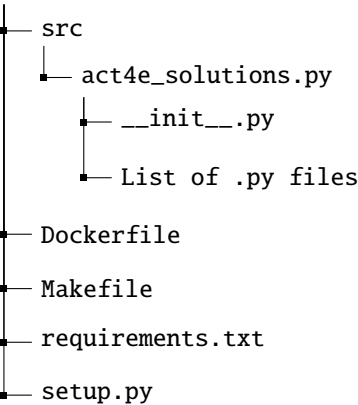 src
act4e_solutions.py
__init__.py
List of .py files
Dockerfile
Makefile
requirements.txt
setup.py